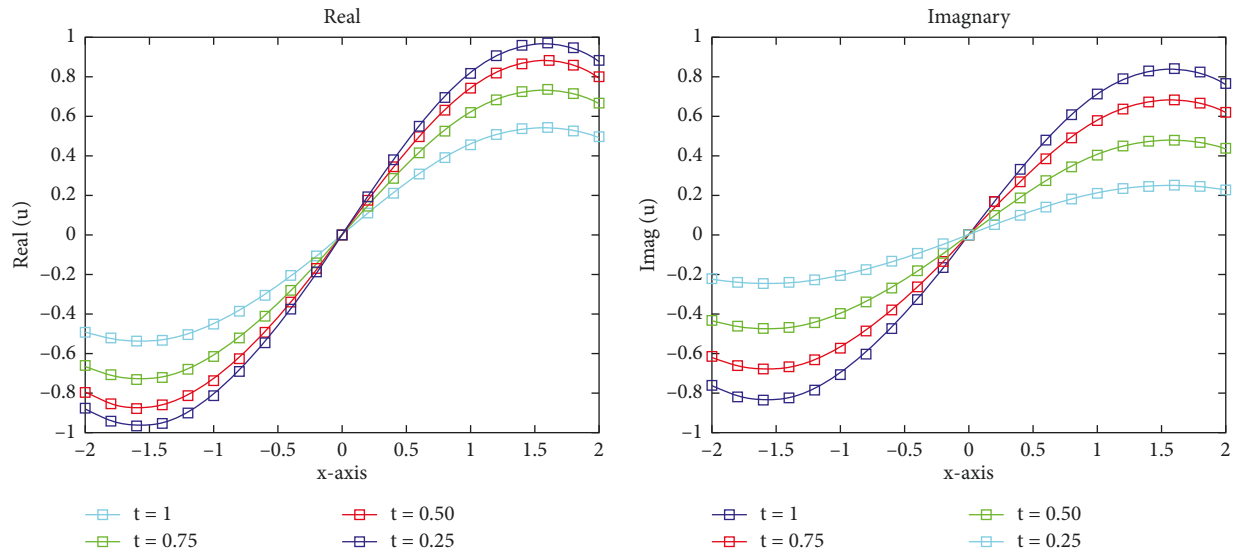 Real
1
0.8
0.6
0.4
0.2
0
−0.2
−0.4
−0.6
−0.8
−1
Real (u)
−2 −1.5 −1 −0.5 0 0.5 1 1.5 2
x-axis
t = 1
t = 0.50
t = 0.75
t = 0.25
Imagnary
1
0.8
0.6
0.4
0.2
0
−0.2
−0.4
−0.6
−0.8
−1
Imag (u)
−2 −1.5 −1 −0.5 0 0.5 1 1.5 2
x-axis
t = 1
t = 0.50
t = 0.75
t = 0.25